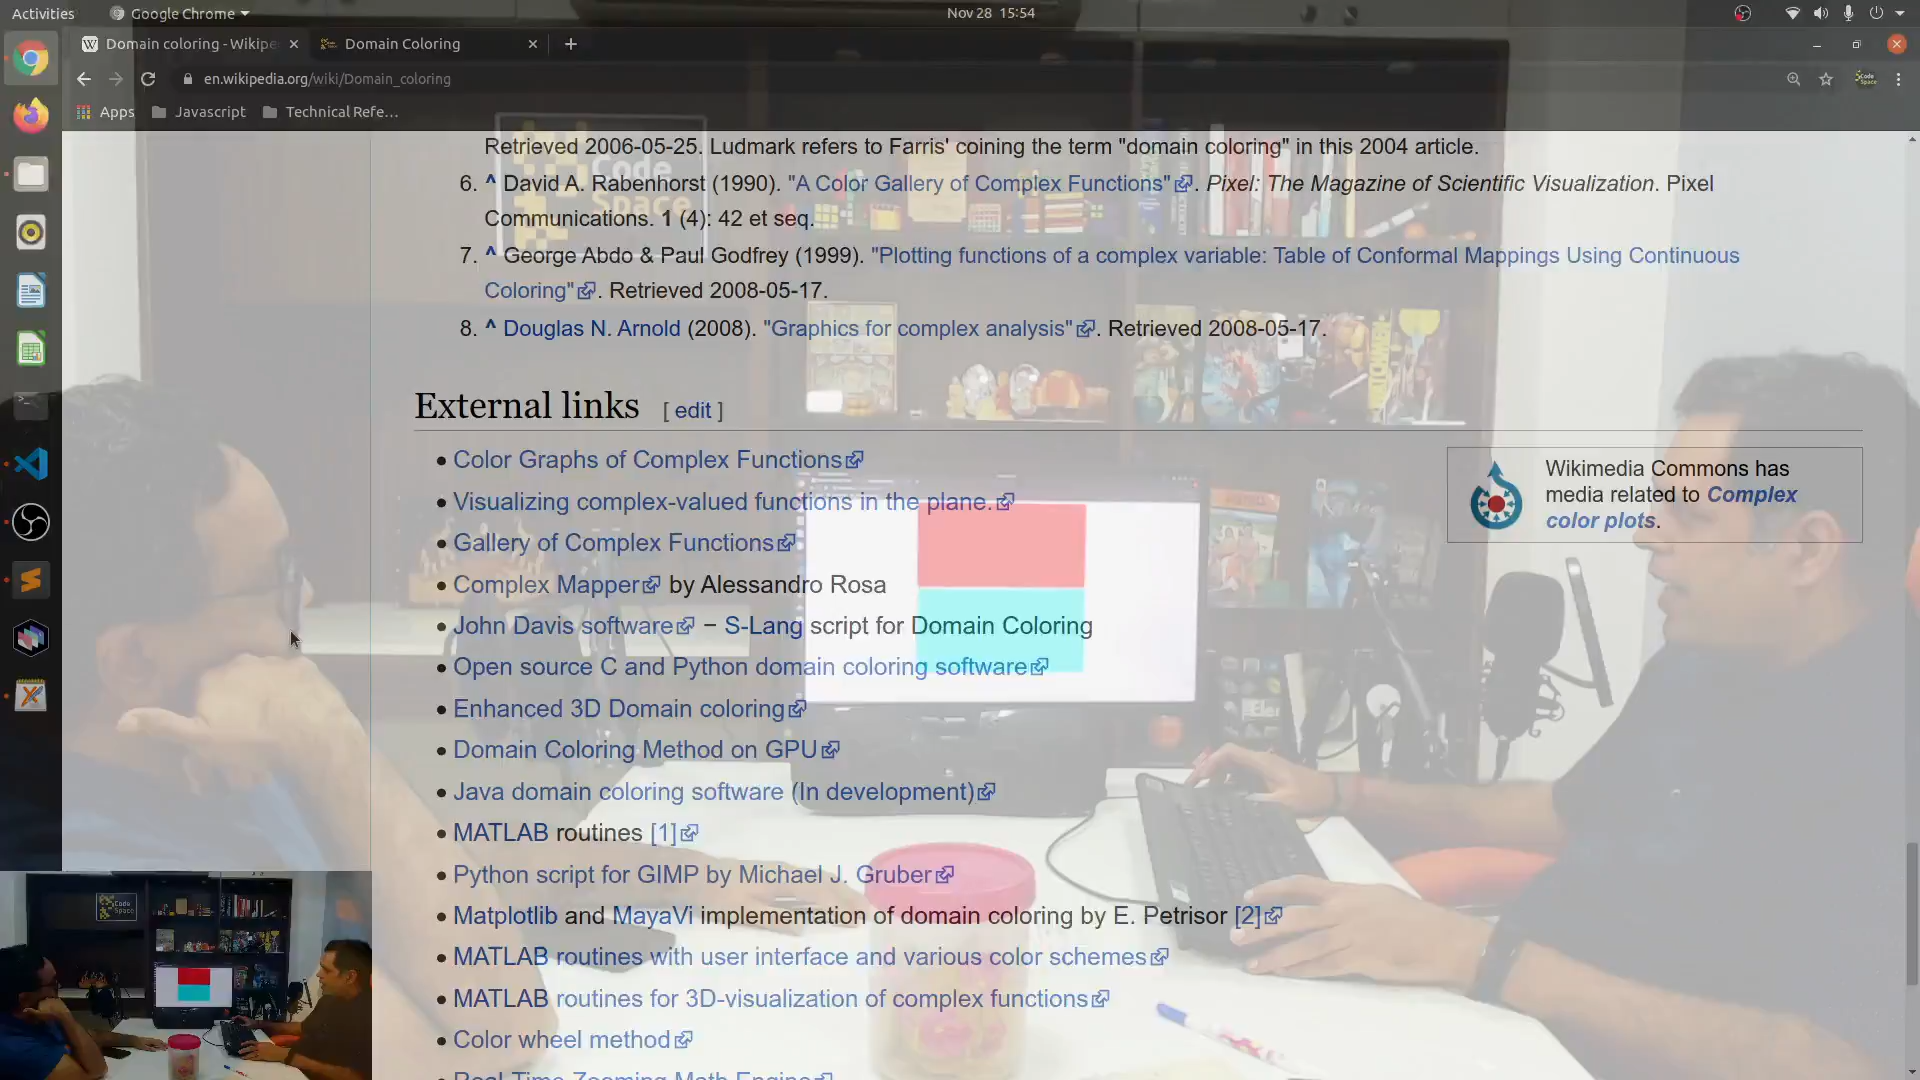 Activities
Google Chrome
Nov 28 15:54
Domain coloring - Wikipe
Domain Coloring
en.wikipedia.org/wiki/Domain_coloring
Apps
Javascript
Technical Refe…
Retrieved 2006-05-25. Ludmark refers to Farris' coining the term "domain coloring" in this 2004 article.
6. ^ David A. Rabenhorst (1990). "A Color Gallery of Complex Functions". Pixel: The Magazine of Scientific Visualization. Pixel
Communications. 1 (4): 42 et seq.
7. ^ George Abdo & Paul Godfrey (1999). "Plotting functions of a complex variable: Table of Conformal Mappings Using Continuous
Coloring". Retrieved 2008-05-17.
8. ^ Douglas N. Arnold (2008). "Graphics for complex analysis". Retrieved 2008-05-17.
External links [ edit ]
Color Graphs of Complex Functions
Visualizing complex-valued functions in the plane.
Gallery of Complex Functions
Complex Mapper by Alessandro Rosa
John Davis software – S-Lang script for Domain Coloring
Open source C and Python domain coloring software
Enhanced 3D Domain coloring
Domain Coloring Method on GPU
Java domain coloring software (In development)
MATLAB routines [1]
Python script for GIMP by Michael J. Gruber
Matplotlib and MayaVi implementation of domain coloring by E. Petrisor [2]
MATLAB routines with user interface and various color schemes
MATLAB routines for 3D-visualization of complex functions
Color wheel method
Real-Time Zooming Math Engine
Wikimedia Commons has
media related to Complex
color plots.
Code
Space
Code
Space